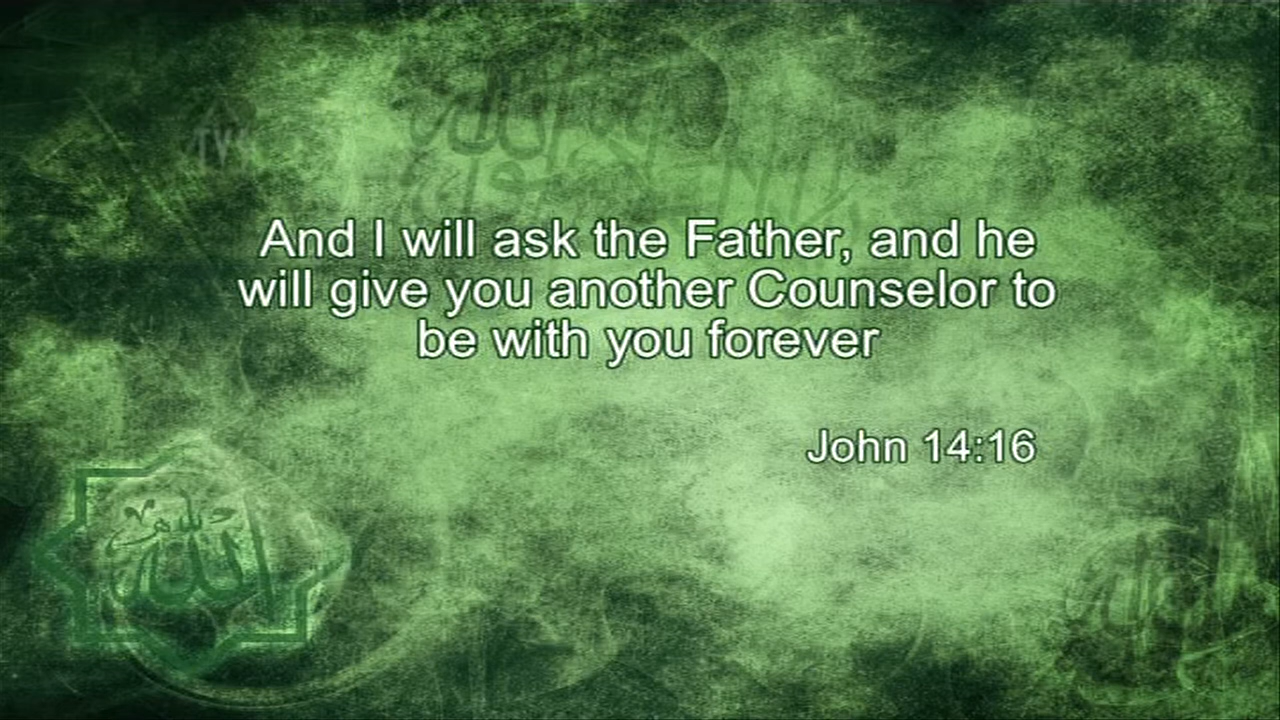 And I will ask the Father, and he
will give you another Counselor to
be with you forever
John 14:16
الله